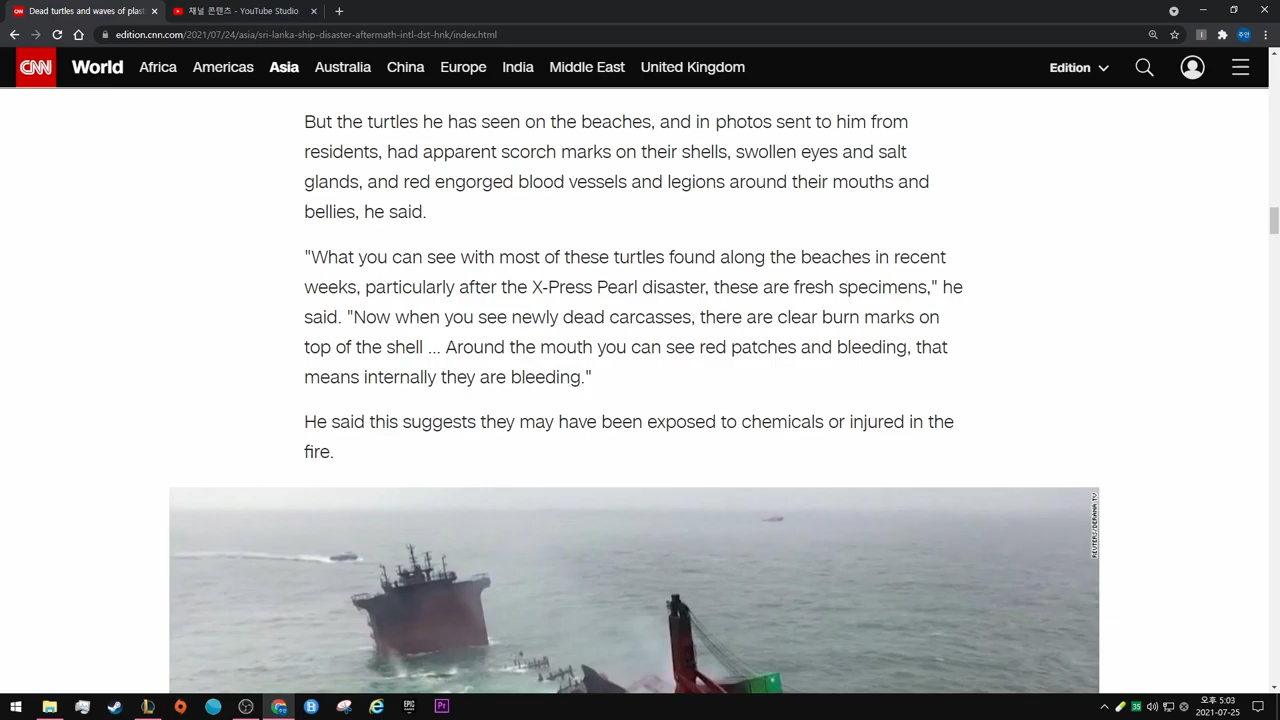 Dead turtles and waves of plast
채널 콘텐츠 - YouTube Studio
edition.cnn.com/2021/07/24/asia/sri-lanka-ship-disaster-aftermath-intl-dst-hnk/index.html
주안
CNN World Africa Americas Asia Australia China Europe India Middle East United Kingdom Edition
But the turtles he has seen on the beaches, and in photos sent to him from
residents, had apparent scorch marks on their shells, swollen eyes and salt
glands, and red engorged blood vessels and legions around their mouths and
bellies, he said.
"What you can see with most of these turtles found along the beaches in recent
weeks, particularly after the X-Press Pearl disaster, these are fresh specimens," he
said. "Now when you see newly dead carcasses, there are clear burn marks on
top of the shell ... Around the mouth you can see red patches and bleeding, that
means internally they are bleeding."
He said this suggests they may have been exposed to chemicals or injured in the
fire.
REUTERS/DERANA TV
EPIC
Pr
35
오후 5:03
2021-07-25